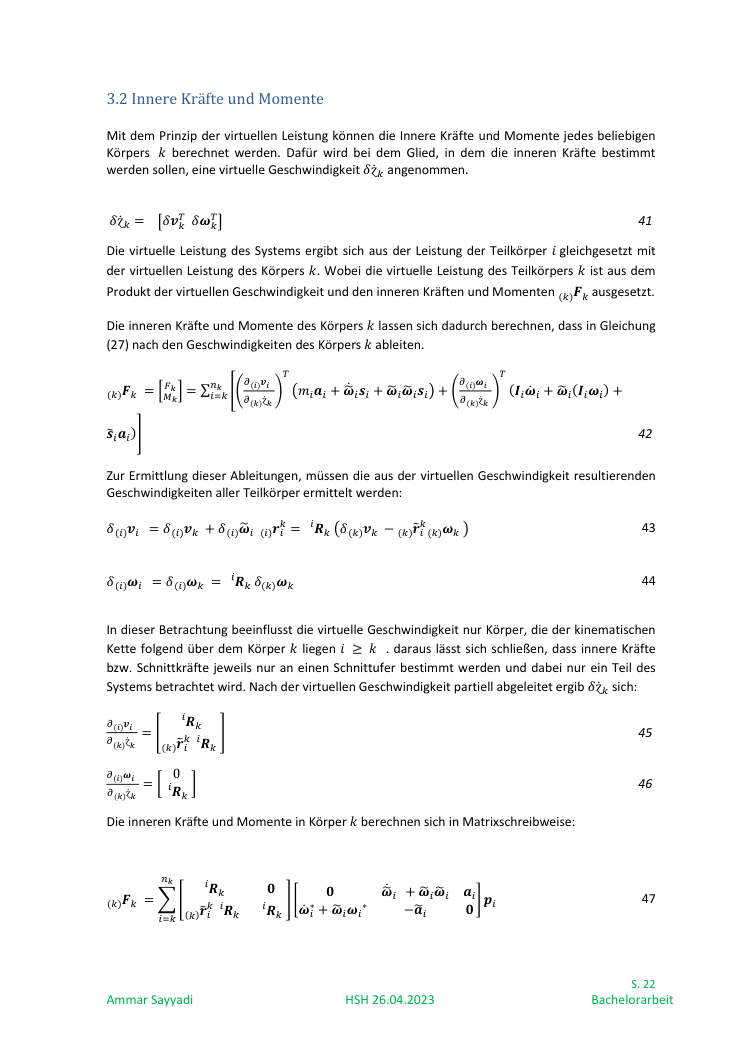 3.2 Innere Kräfte und Momente
Mit dem Prinzip der virtuellen Leistung können die Innere Kräfte und Momente jedes beliebigen
Körpers k berechnet werden. Dafür wird bei dem Glied, in dem die inneren Kräfte bestimmt
werden sollen, eine virtuelle Geschwindigkeit δż_k angenommen.
δż_k = [δv_k^T δω_k^T] 41
Die virtuelle Leistung des Systems ergibt sich aus der Leistung der Teilkörper i gleichgesetzt mit
der virtuellen Leistung des Körpers k. Wobei die virtuelle Leistung des Teilkörpers k ist aus dem
Produkt der virtuellen Geschwindigkeit und den inneren Kräften und Momenten _(k)F_k ausgesetzt.
Die inneren Kräfte und Momente des Körpers k lassen sich dadurch berechnen, dass in Gleichung
(27) nach den Geschwindigkeiten des Körpers k ableiten.
_(k)F_k = [F_k M_k] = ∑_{i=k}^{n_k} [(∂_(i)v_i / ∂_(k)ż_k)^T (m_i a_i + ω̃̇_i s_i + ω̃_i ω̃_i s_i) + (∂_(i)ω_i / ∂_(k)ż_k)^T (I_i ω̇_i + ω̃_i(I_i ω_i) +
s̃_i a_i)] 42
Zur Ermittlung dieser Ableitungen, müssen die aus der virtuellen Geschwindigkeit resultierenden
Geschwindigkeiten aller Teilkörper ermittelt werden:
δ_(i)v_i = δ_(i)v_k + δ_(i)ω̃_i _(i)r_i^k = ^iR_k (δ_(k)v_k − _(k)r̃_i^k _(k)ω_k) 43
δ_(i)ω_i = δ_(i)ω_k = ^iR_k δ_(k)ω_k 44
In dieser Betrachtung beeinflusst die virtuelle Geschwindigkeit nur Körper, die der kinematischen
Kette folgend über dem Körper k liegen i ≥ k . daraus lässt sich schließen, dass innere Kräfte
bzw. Schnittkräfte jeweils nur an einen Schnittufer bestimmt werden und dabei nur ein Teil des
Systems betrachtet wird. Nach der virtuellen Geschwindigkeit partiell abgeleitet ergib δż_k sich:
∂_(i)v_i / ∂_(k)ż_k = [^iR_k ; _(k)r̃_i^k ^iR_k] 45
∂_(i)ω_i / ∂_(k)ż_k = [0 ; ^iR_k] 46
Die inneren Kräfte und Momente in Körper k berechnen sich in Matrixschreibweise:
_(k)F_k = ∑_{i=k}^{n_k} [^iR_k 0 ; _(k)r̃_i^k ^iR_k ^iR_k] [0 ω̃̇_i + ω̃_i ω̃_i a_i ; ω̇_i^* + ω̃_i ω_i^* −ã_i 0] p_i 47
S. 22
Ammar Sayyadi HSH 26.04.2023 Bachelorarbeit